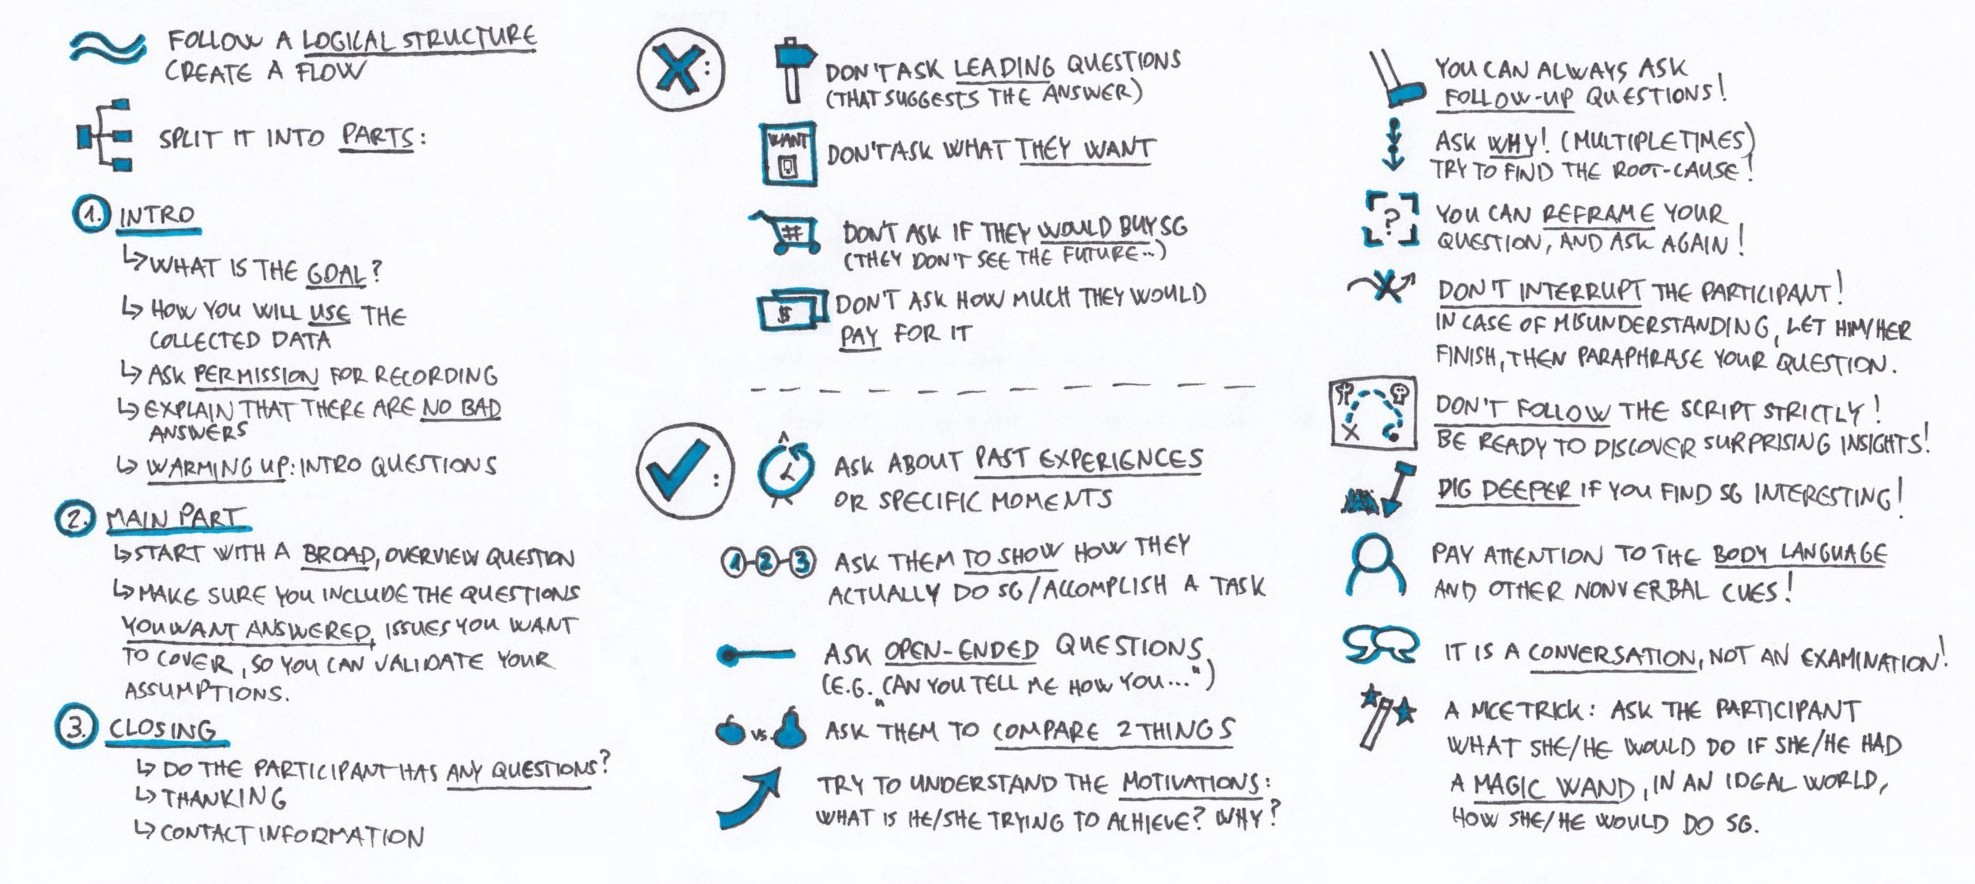 FOLLOW A LOGICAL STRUCTURE
CREATE A FLOW
SPLIT IT INTO PARTS:
1. INTRO
WHAT IS THE GOAL?
HOW YOU WILL USE THE
COLLECTED DATA
ASK PERMISSION FOR RECORDING
EXPLAIN THAT THERE ARE NO BAD
ANSWERS
WARMING UP: INTRO QUESTIONS
2. MAIN PART
START WITH A BROAD, OVERVIEW QUESTION
MAKE SURE YOU INCLUDE THE QUESTIONS
YOU WANT ANSWERED, ISSUES YOU WANT
TO COVER, SO YOU CAN VALIDATE YOUR
ASSUMPTIONS.
3. CLOSING
DO THE PARTICIPANT HAS ANY QUESTIONS?
THANKING
CONTACT INFORMATION
X:
DON'T ASK LEADING QUESTIONS
(THAT SUGGESTS THE ANSWER)
WANT
DON'T ASK WHAT THEY WANT
#
DON'T ASK IF THEY WOULD BUY SG
(THEY DON'T SEE THE FUTURE...)
$
DON'T ASK HOW MUCH THEY WOULD
PAY FOR IT
:
ASK ABOUT PAST EXPERIENCES
OR SPECIFIC MOMENTS
1-2-3
ASK THEM TO SHOW HOW THEY
ACTUALLY DO SG/ACCOMPLISH A TASK
ASK OPEN-ENDED QUESTIONS
(E.G. "CAN YOU TELL ME HOW YOU...")
VS.
ASK THEM TO COMPARE 2 THINGS
TRY TO UNDERSTAND THE MOTIVATIONS:
WHAT IS HE/SHE TRYING TO ACHIEVE? WHY?
YOU CAN ALWAYS ASK
FOLLOW-UP QUESTIONS!
ASK WHY! (MULTIPLE TIMES)
TRY TO FIND THE ROOT-CAUSE!
?
YOU CAN REFRAME YOUR
QUESTION, AND ASK AGAIN!
DON'T INTERRUPT THE PARTICIPANT!
IN CASE OF MISUNDERSTANDING, LET HIM/HER
FINISH, THEN PARAPHRASE YOUR QUESTION.
X
DON'T FOLLOW THE SCRIPT STRICTLY!
BE READY TO DISCOVER SURPRISING INSIGHTS!
DIG DEEPER IF YOU FIND SG INTERESTING!
PAY ATTENTION TO THE BODY LANGUAGE
AND OTHER NONVERBAL CUES!
IT IS A CONVERSATION, NOT AN EXAMINATION!
A NICE TRICK: ASK THE PARTICIPANT
WHAT SHE/HE WOULD DO IF SHE/HE HAD
A MAGIC WAND, IN AN IDEAL WORLD,
HOW SHE/HE WOULD DO SG.